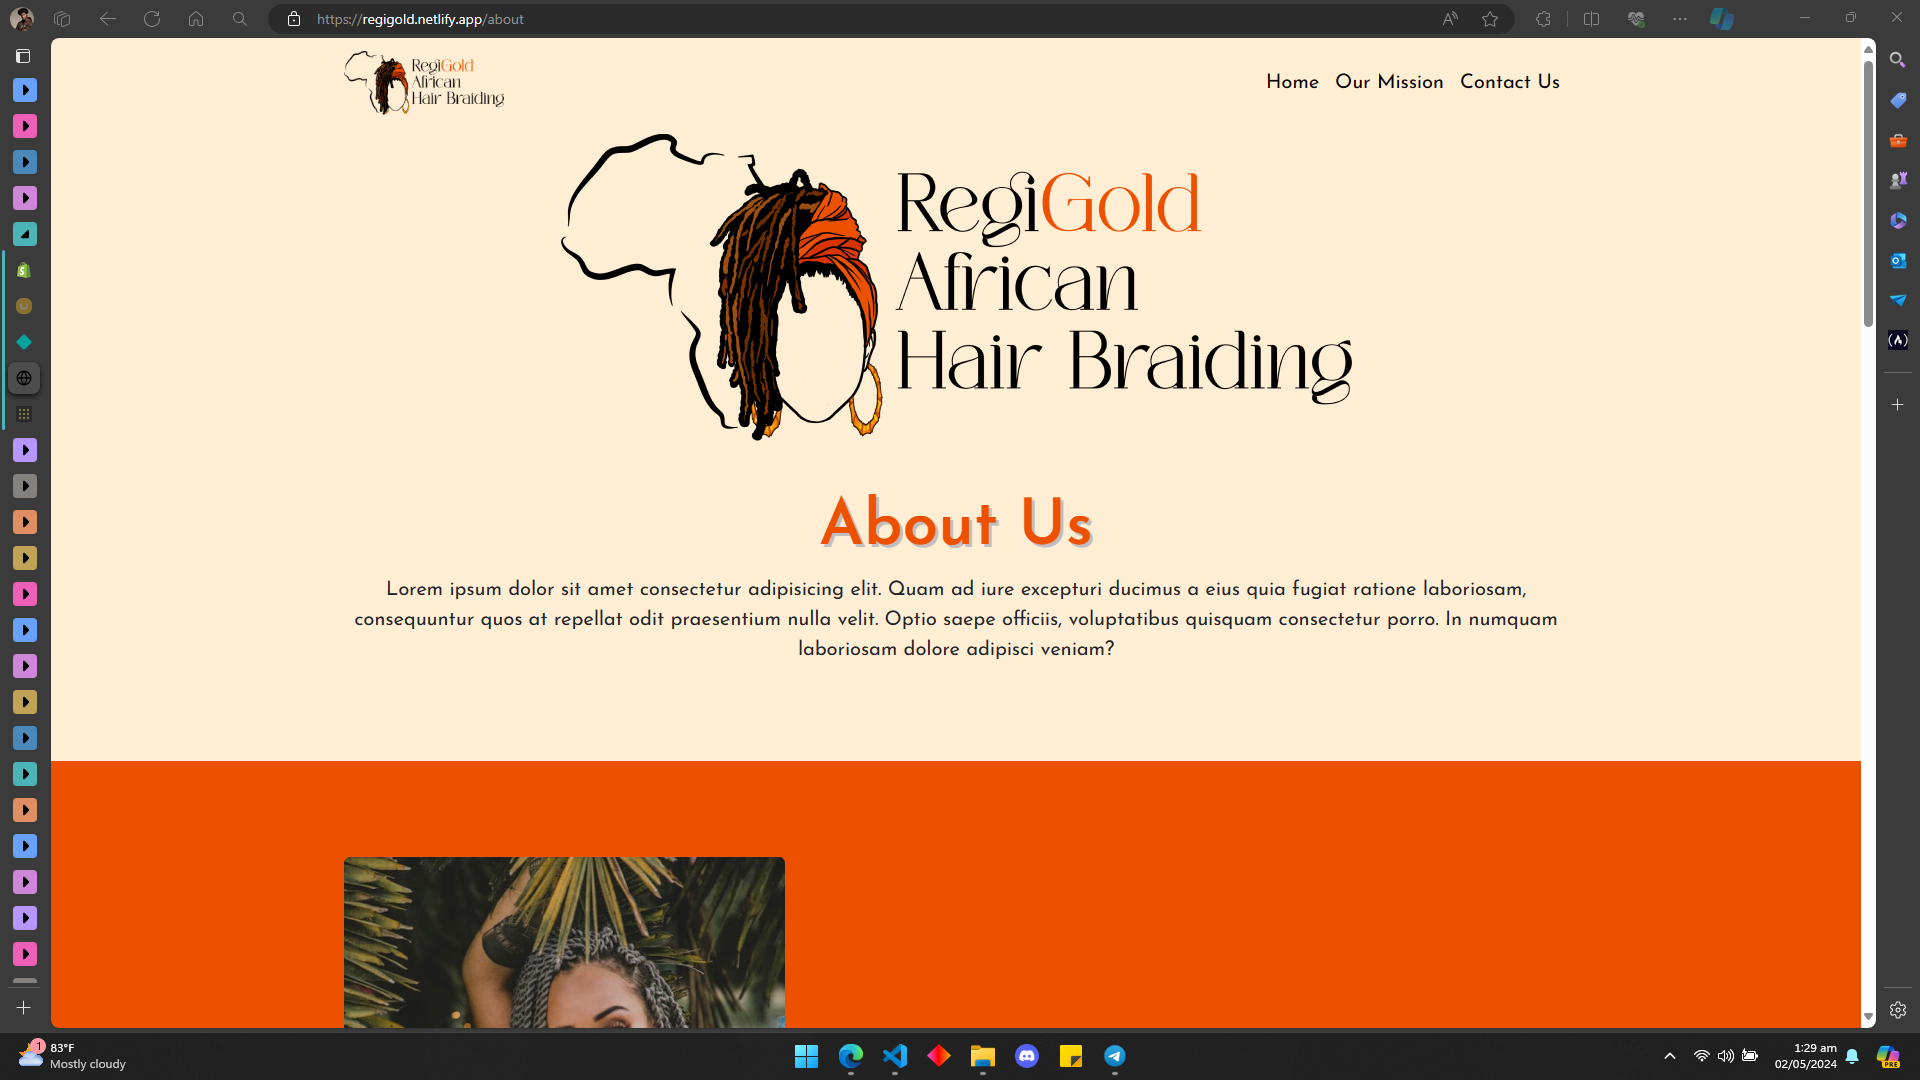 https://regigold.netlify.app/about
RegiGold
African
Hair Braiding
Home Our Mission Contact Us
RegiGold
African
Hair Braiding
About Us
Lorem ipsum dolor sit amet consectetur adipisicing elit. Quam ad iure excepturi ducimus a eius quia fugiat ratione laboriosam,
consequuntur quos at repellat odit praesentium nulla velit. Optio saepe officiis, voluptatibus quisquam consectetur porro. In numquam
laboriosam dolore adipisci veniam?
1
83°F
Mostly cloudy
1:29 am
02/05/2024
PRE